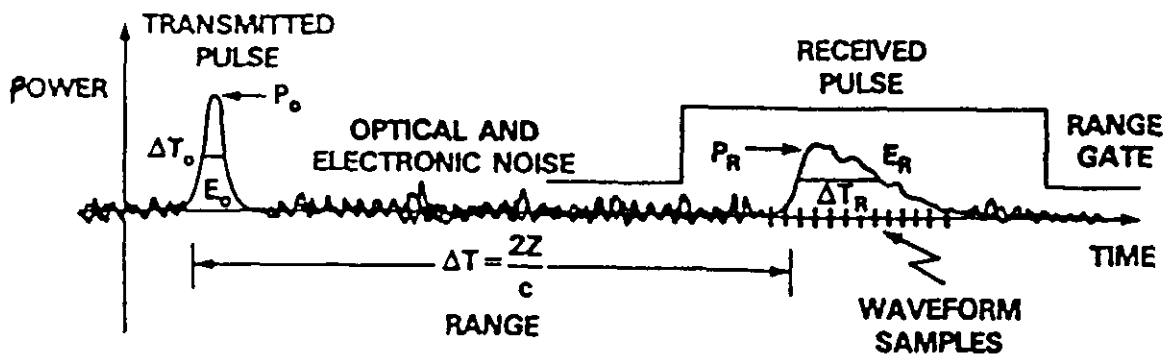 TRANSMITTED
PULSE
POWER
P₀
ΔT₀
E₀
OPTICAL AND
ELECTRONIC NOISE
RECEIVED
PULSE
P_R
E_R
ΔT_R
RANGE
GATE
TIME
ΔT = 2Z/c
RANGE
WAVEFORM
SAMPLES